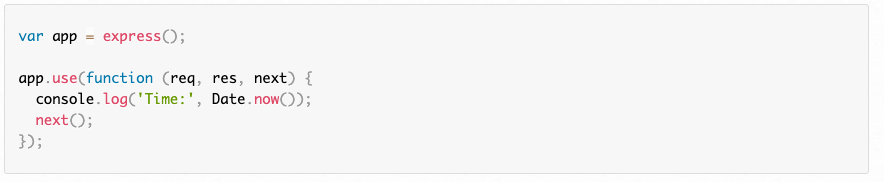 var app = express();

app.use(function (req, res, next) {
  console.log('Time:', Date.now());
  next();
});